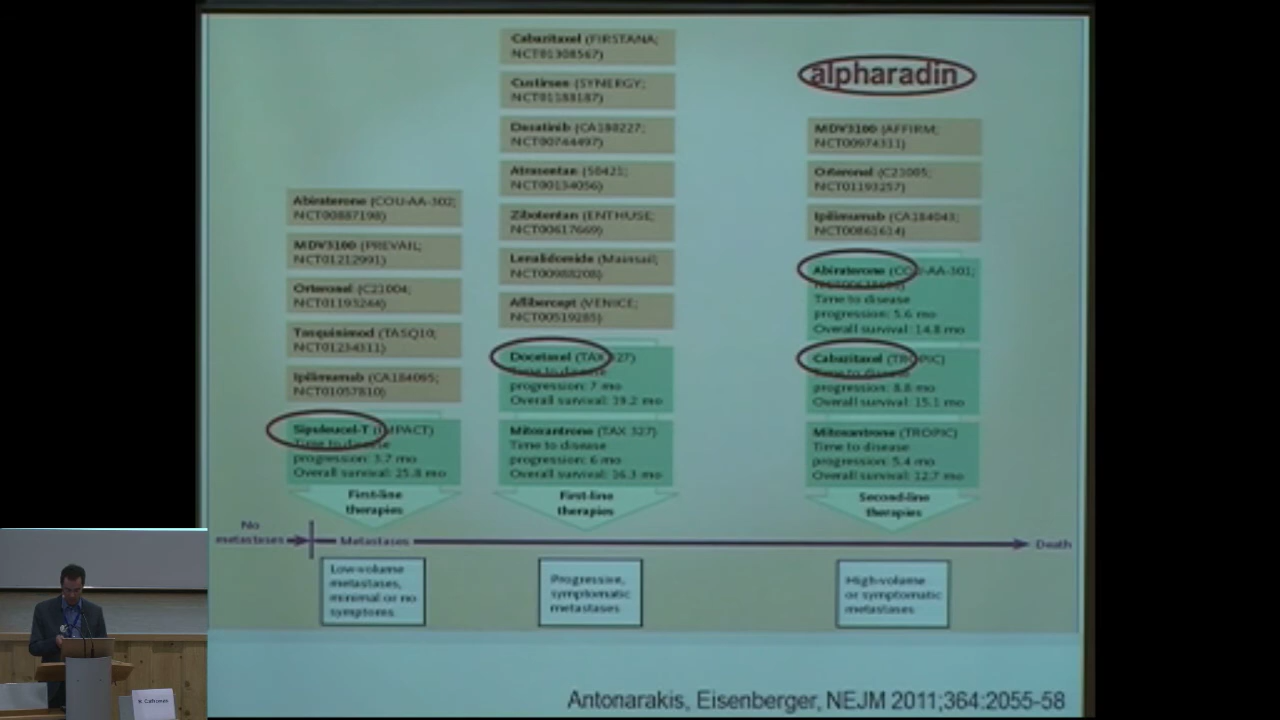 Abiraterone (COU-AA-302;
NCT00887198)
MDV3100 (PREVAIL;
NCT01212991)
Orteronel (C21004;
NCT01193244)
Tasquinimod (TASQ10;
NCT01234311)
Ipilimumab (CA184095;
NCT01057810)
Sipuleucel-T (IMPACT)
Time to disease
progression: 3.7 mo
Overall survival: 25.8 mo
First-line
therapies
Cabazitaxel (FIRSTANA;
NCT01308567)
Custirsen (SYNERGY;
NCT01188187)
Dasatinib (CA180227;
NCT00744497)
Atrasentan (S0421;
NCT00134056)
Zibotentan (ENTHUSE;
NCT00617669)
Lenalidomide (Mainsail;
NCT00988208)
Aflibercept (VENICE;
NCT00519285)
Docetaxel (TAX 327)
Time to disease
progression: 7 mo
Overall survival: 19.2 mo
Mitoxantrone (TAX 327)
Time to disease
progression: 6 mo
Overall survival: 16.3 mo
First-line
therapies
alpharadin
MDV3100 (AFFIRM;
NCT00974311)
Orteronel (C21005;
NCT01193257)
Ipilimumab (CA184043;
NCT00861614)
Abiraterone (COU-AA-301;
Time to disease
progression: 5.6 mo
Overall survival: 14.8 mo
Cabazitaxel (TROPIC)
Time to disease
progression: 8.8 mo
Overall survival: 15.1 mo
Mitoxantrone (TROPIC)
Time to disease
progression: 5.4 mo
Overall survival: 12.7 mo
Second-line
therapies
No
metastases
Metastases
Death
Low-volume
metastases,
minimal or no
symptoms
Progressive,
symptomatic
metastases
High-volume
or symptomatic
metastases
Antonarakis, Eisenberger, NEJM 2011;364:2055-58